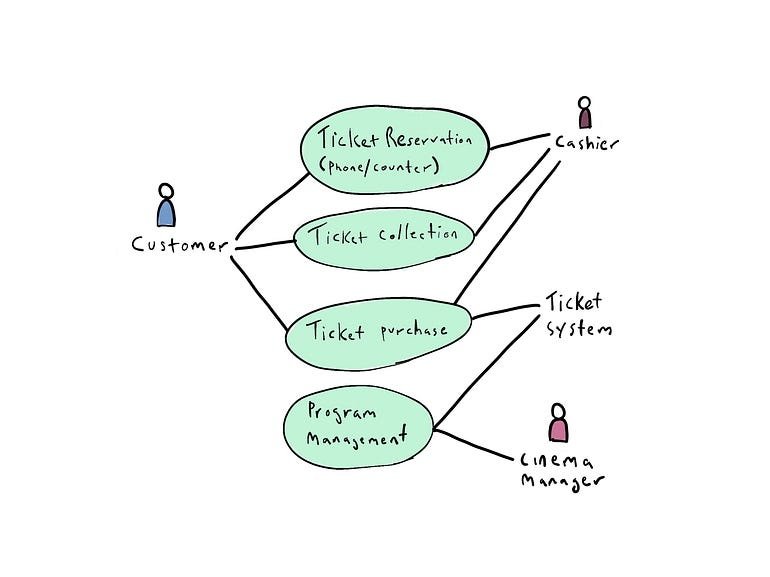 Ticket Reservation
(phone/counter)
Cashier
Customer
Ticket collection
Ticket purchase
Ticket
system
Program
Management
Cinema
Manager